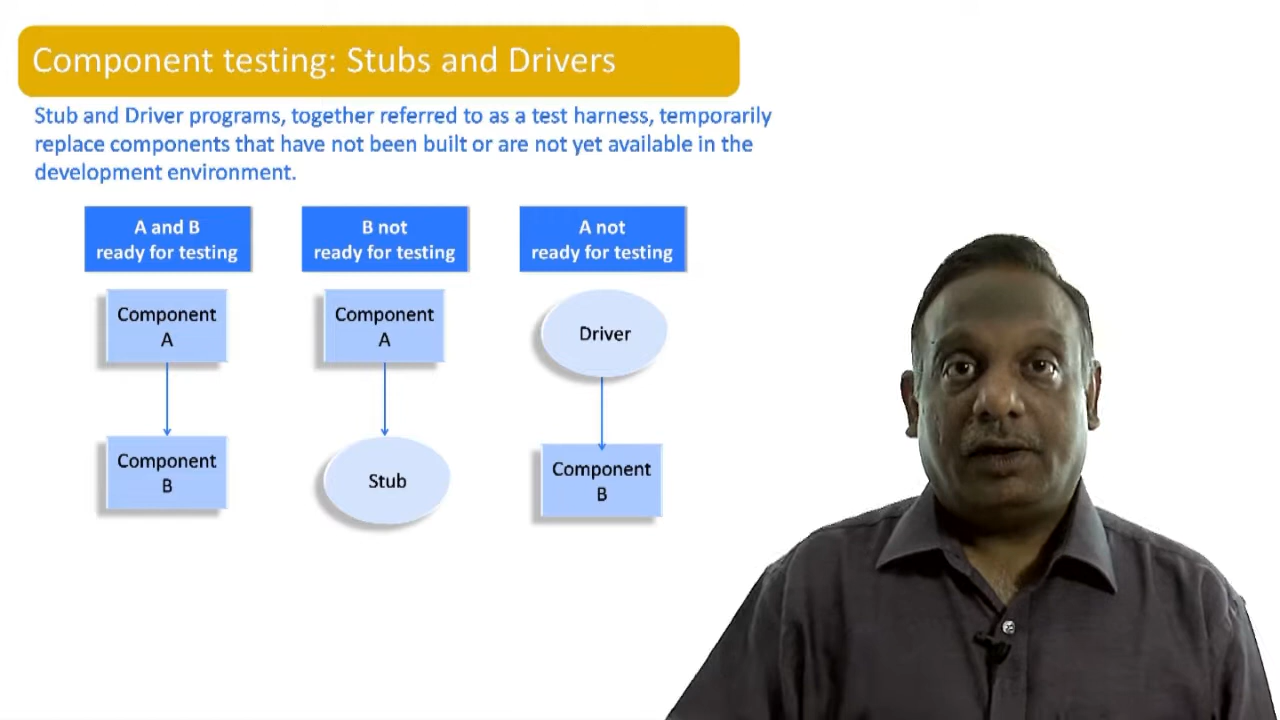 Component testing: Stubs and Drivers
Stub and Driver programs, together referred to as a test harness, temporarily
replace components that have not been built or are not yet available in the
development environment.
A and B
ready for testing
B not
ready for testing
A not
ready for testing
Component
A
Component
A
Driver
Component
B
Stub
Component
B